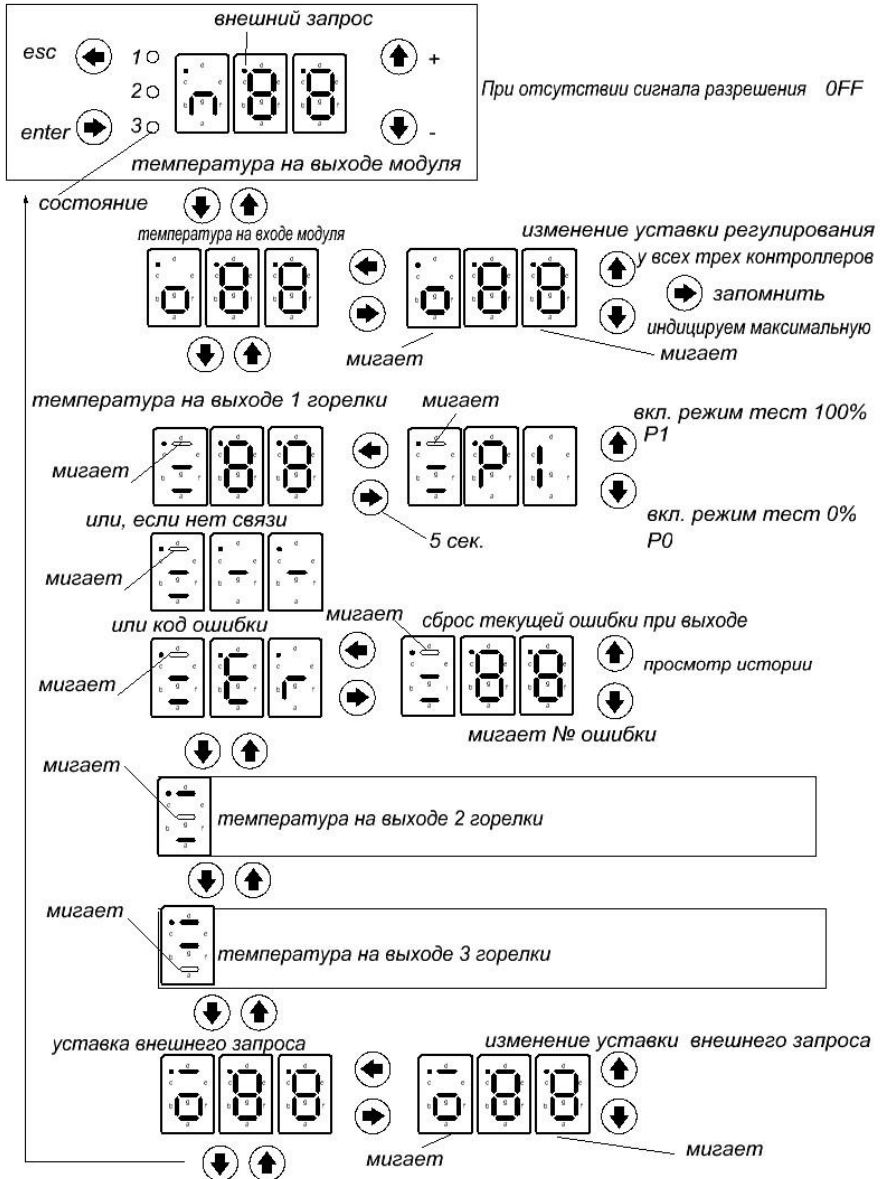 внешний запрос
esc 1 +
2
enter 3 -
При отсутствии сигнала разрешения 0FF
температура на выходе модуля
состояние
температура на входе модуля
изменение уставки регулирования
у всех трех контроллеров
запомнить
индицируем максимальную
мигает
мигает
температура на выходе 1 горелки
мигает
вкл. режим тест 100%
P1
мигает
P1
или, если нет связи
5 сек.
вкл. режим тест 0%
P0
мигает
или код ошибки
мигает
сброс текущей ошибки при выходе
просмотр истории
мигает
Er
мигает № ошибки
мигает
температура на выходе 2 горелки
мигает
температура на выходе 3 горелки
уставка внешнего запроса
изменение уставки внешнего запроса
мигает
мигает